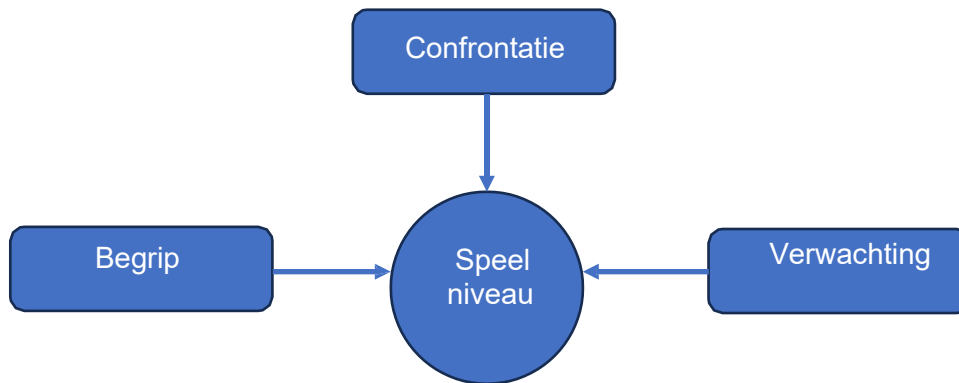 Confrontatie
Begrip
Speel
niveau
Verwachting